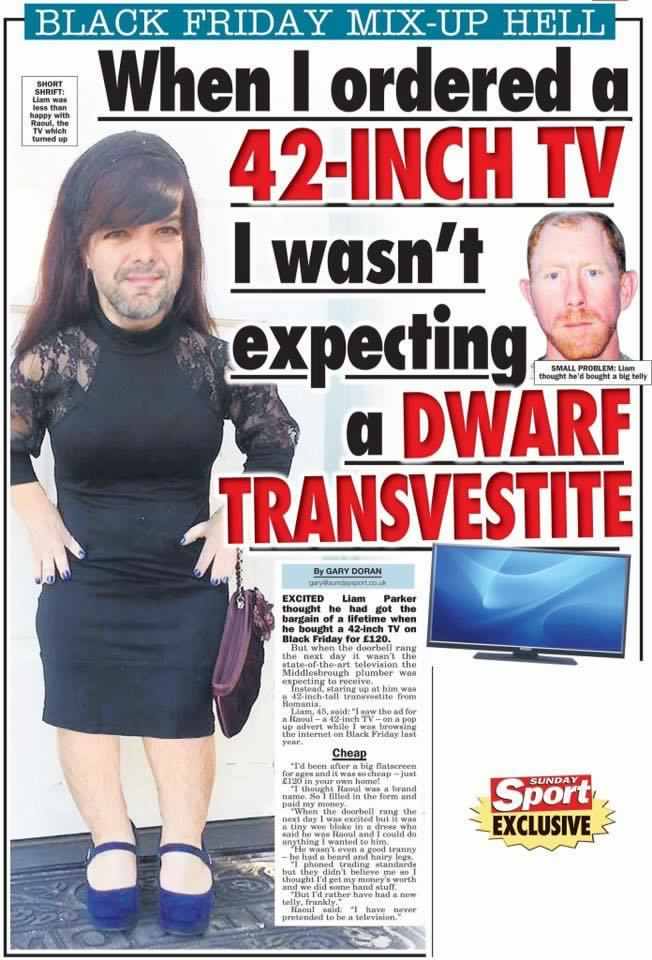 BLACK FRIDAY MIX-UP HELL
SHORT
SHRIFT:
Liam was
less than
happy with
Raoul, the
TV which
turned up
When I ordered a
42-INCH TV
I wasn't
expecting
a DWARF
TRANSVESTITE
SMALL PROBLEM: Liam
thought he'd bought a big telly
By GARY DORAN
gary@sundaysport.co.uk
EXCITED Liam Parker
thought he had got the
bargain of a lifetime when
he bought a 42-inch TV on
Black Friday for £120.
But when the doorbell rang
the next day it wasn't the
state-of-the-art television the
Middlesbrough plumber was
expecting to receive.
Instead, staring up at him was
a 42-inch-tall transvestite from
Romania.
Liam, 45, said: "I saw the ad for
a Raoul – a 42-inch TV – on a pop
up advert while I was browsing
the internet on Black Friday last
year.
Cheap
"I'd been after a big flatscreen
for ages and it was so cheap – just
£120 in your own home!
"I thought Raoul was a brand
name. So I filled in the form and
paid my money.
"When the doorbell rang the
next day I was excited but it was
a tiny wee bloke in a dress who
said he was Raoul and I could do
anything I wanted to him.
"He wasn't even a good tranny
– he had a beard and hairy legs.
"I phoned trading standards
but they didn't believe me so I
thought I'd get my money's worth
and we did some hand stuff.
"But I'd rather have had a new
telly, frankly."
Raoul said: "I have never
pretended to be a television."
SUNDAY
Sport
EXCLUSIVE